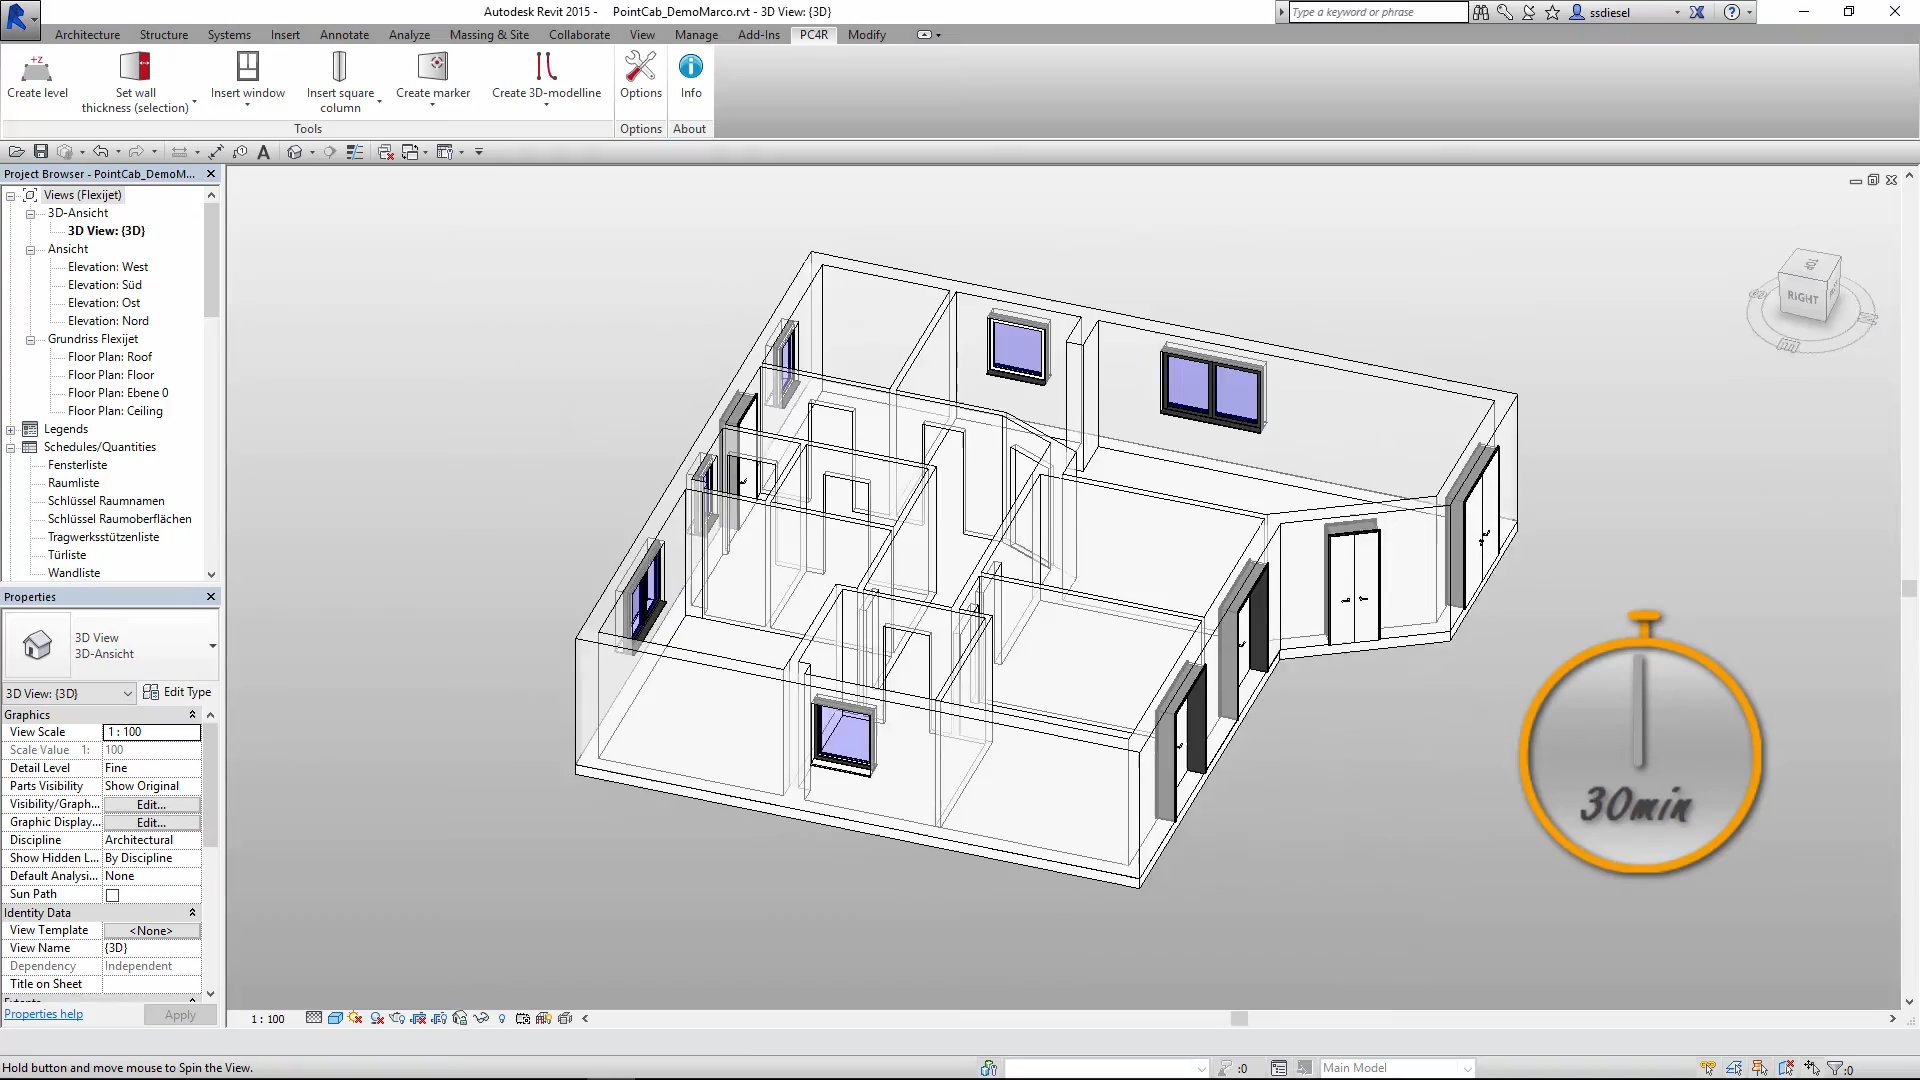 Autodesk Revit 2015 - PointCab_DemoMarco.rvt - 3D View: {3D}
Type a keyword or phrase
ssdiesel
Architecture Structure Systems Insert Annotate Analyze Massing & Site Collaborate View Manage Add-Ins PC4R Modify
+Z
Create level
Set wall
thickness (selection)
Insert window
Insert square
column
Create marker
Create 3D-modelline
Options
Info
Tools
Options
About
Project Browser - PointCab_DemoM...
Views (Flexijet)
3D-Ansicht
3D View: {3D}
Ansicht
Elevation: West
Elevation: Süd
Elevation: Ost
Elevation: Nord
Grundriss Flexijet
Floor Plan: Roof
Floor Plan: Floor
Floor Plan: Ebene 0
Floor Plan: Ceiling
Legends
Schedules/Quantities
Fensterliste
Raumliste
Schlüssel Raumnamen
Schlüssel Raumoberflächen
Tragwerksstützenliste
Türliste
Wandliste
Properties
3D View
3D-Ansicht
3D View: {3D}
Edit Type
Graphics
View Scale 1 : 100
Scale Value 1: 100
Detail Level Fine
Parts Visibility Show Original
Visibility/Graph... Edit...
Graphic Display... Edit...
Discipline Architectural
Show Hidden L... By Discipline
Default Analysi... None
Sun Path
Identity Data
View Template <None>
View Name {3D}
Dependency Independent
Title on Sheet
Properties help
Apply
TOP
RIGHT
30min
1 : 100
Hold button and move mouse to Spin the View.
:0
Main Model
:0